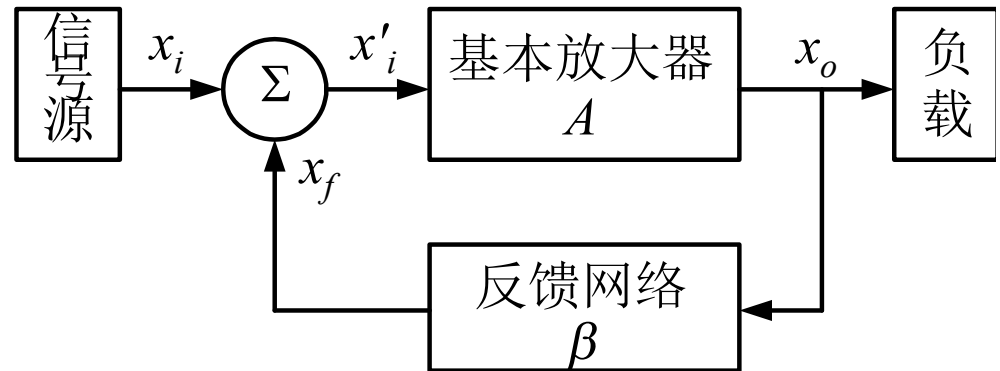 信号源
x_i
Σ
x'_i
基本放大器
A
x_o
负载
x_f
反馈网络
β